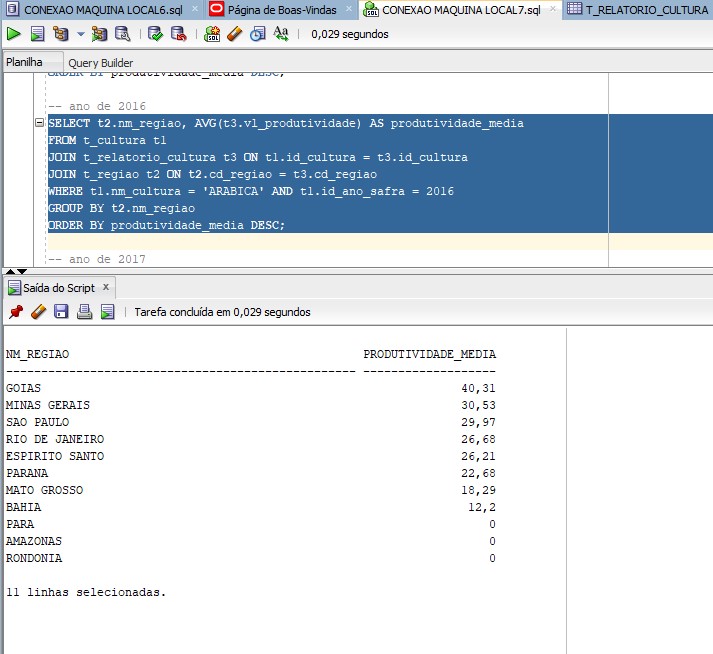 CONEXAO MAQUINA LOCAL6.sql Página de Boas-Vindas CONEXAO MAQUINA LOCAL7.sql T_RELATORIO_CULTURA
0,029 segundos
Planilha Query Builder
ORDER BY produtividade_media DESC;
-- ano de 2016
SELECT t2.nm_regiao, AVG(t3.vl_produtividade) AS produtividade_media
FROM t_cultura t1
JOIN t_relatorio_cultura t3 ON t1.id_cultura = t3.id_cultura
JOIN t_regiao t2 ON t2.cd_regiao = t3.cd_regiao
WHERE t1.nm_cultura = 'ARABICA' AND t1.id_ano_safra = 2016
GROUP BY t2.nm_regiao
ORDER BY produtividade_media DESC;
-- ano de 2017
Saída do Script x
Tarefa concluída em 0,029 segundos
NM_REGIAO PRODUTIVIDADE_MEDIA
-------------------------------------------------- -------------------
GOIAS 40,31
MINAS GERAIS 30,53
SAO PAULO 29,97
RIO DE JANEIRO 26,68
ESPIRITO SANTO 26,21
PARANA 22,68
MATO GROSSO 18,29
BAHIA 12,2
PARA 0
AMAZONAS 0
RONDONIA 0
11 linhas selecionadas.